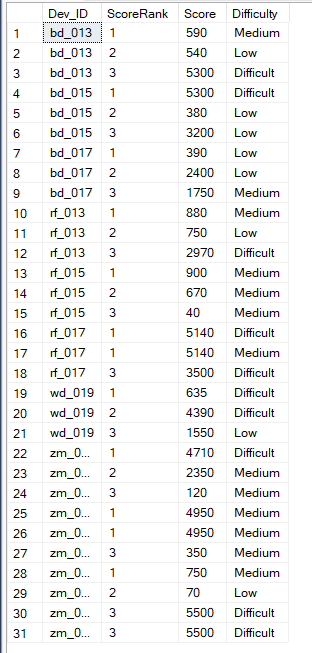 Dev_ID ScoreRank Score Difficulty
1 bd_013 1 590 Medium
2 bd_013 2 540 Low
3 bd_013 3 5300 Difficult
4 bd_015 1 5300 Difficult
5 bd_015 2 380 Low
6 bd_015 3 3200 Low
7 bd_017 1 390 Low
8 bd_017 2 2400 Low
9 bd_017 3 1750 Medium
10 rf_013 1 880 Medium
11 rf_013 2 750 Low
12 rf_013 3 2970 Difficult
13 rf_015 1 900 Medium
14 rf_015 2 670 Medium
15 rf_015 3 40 Medium
16 rf_017 1 5140 Difficult
17 rf_017 1 5140 Medium
18 rf_017 3 3500 Difficult
19 wd_019 1 635 Difficult
20 wd_019 2 4390 Difficult
21 wd_019 3 1550 Low
22 zm_0... 1 4710 Difficult
23 zm_0... 2 2350 Medium
24 zm_0... 3 120 Medium
25 zm_0... 1 4950 Medium
26 zm_0... 1 4950 Medium
27 zm_0... 3 350 Medium
28 zm_0... 1 750 Medium
29 zm_0... 2 70 Low
30 zm_0... 3 5500 Difficult
31 zm_0... 3 5500 Difficult